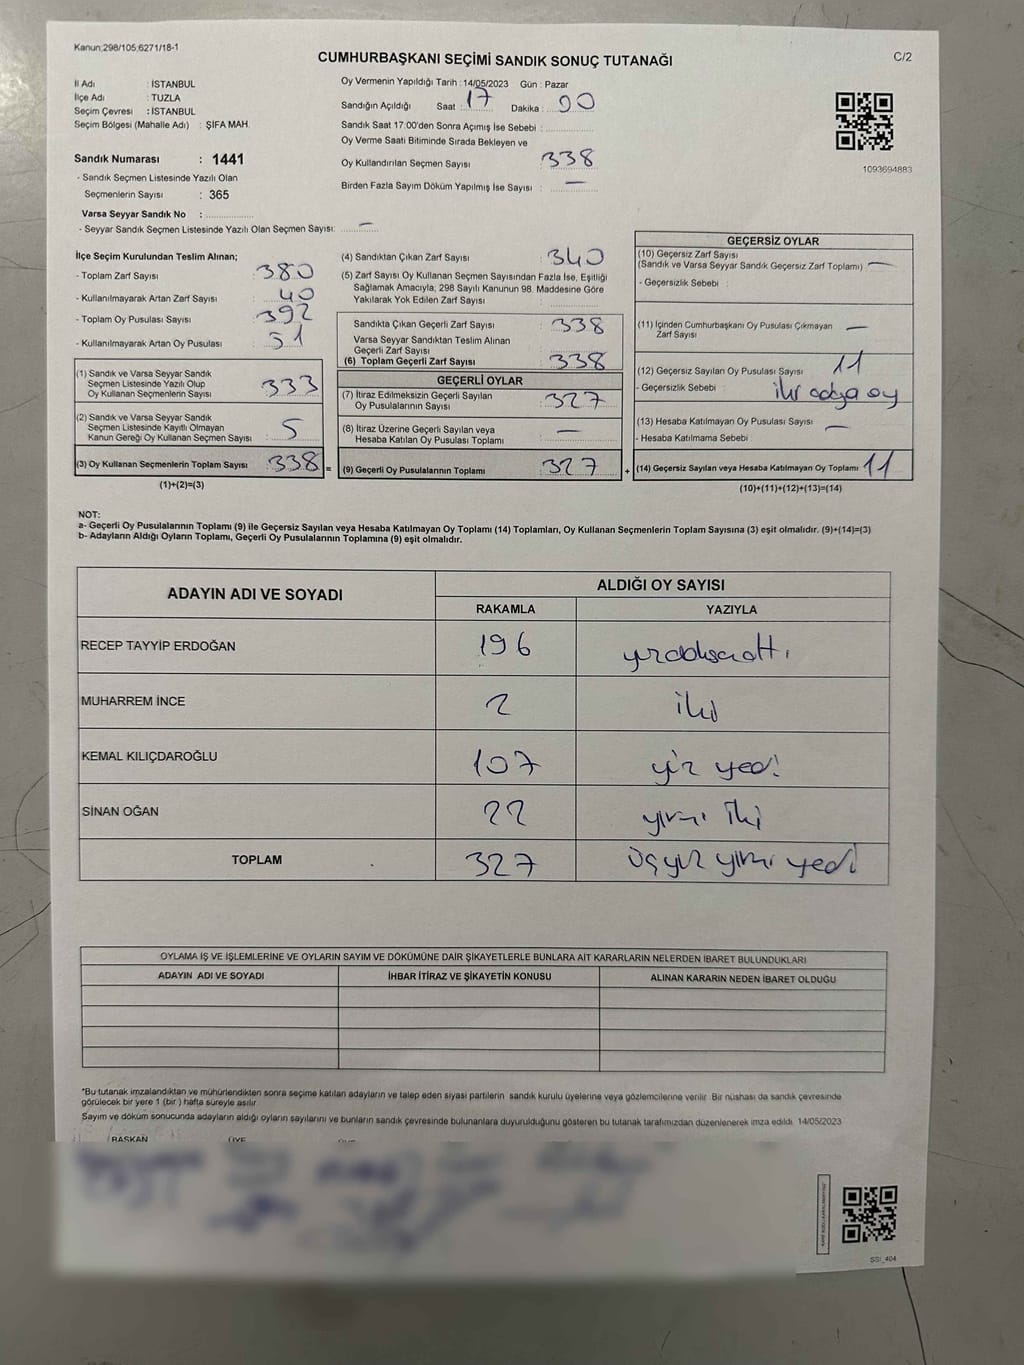 Kanun;298/105;6271/18-1
CUMHURBAŞKANI SEÇİMİ SANDIK SONUÇ TUTANAĞI
C/2
İl Adı : İSTANBUL
İlçe Adı : TUZLA
Seçim Çevresi : İSTANBUL
Seçim Bölgesi (Mahalle Adı) : ŞİFA MAH.
Sandık Numarası : 1441
- Sandık Seçmen Listesinde Yazılı Olan
Seçmenlerin Sayısı : 365
Varsa Seyyar Sandık No : ..............
- Seyyar Sandık Seçmen Listesinde Yazılı Olan Seçmen Sayısı: —
Oy Vermenin Yapıldığı Tarih : 14/05/2023 Gün : Pazar
Sandığın Açıldığı Saat : 17 Dakika : 00
Sandık Saat 17:00'den Sonra Açımış İse Sebebi : ..............
Oy Verme Saati Bitiminde Sırada Bekleyen ve
Oy Kullandırılan Seçmen Sayısı 338
Birden Fazla Sayım Döküm Yapılmış İse Sayısı : —
1093694883
İlçe Seçim Kurulundan Teslim Alınan;
- Toplam Zarf Sayısı 380
- Kullanılmayarak Artan Zarf Sayısı 40
- Toplam Oy Pusulası Sayısı 392
- Kullanılmayarak Artan Oy Pusulası 51
(1) Sandık ve Varsa Seyyar Sandık
Seçmen Listesinde Yazılı Olup
Oy Kullanan Seçmenlerin Sayısı 333
(2) Sandık ve Varsa Seyyar Sandık
Seçmen Listesinde Kayıtlı Olmayan
Kanun Gereği Oy Kullanan Seçmen Sayısı 5
(3) Oy Kullanan Seçmenlerin Toplam Sayısı 338 =
(1)+(2)=(3)
(4) Sandıktan Çıkan Zarf Sayısı : 340
(5) Zarf Sayısı Oy Kullanan Seçmen Sayısından Fazla İse, Eşitliği
Sağlamak Amacıyla; 298 Sayılı Kanunun 98. Maddesine Göre
Yakılarak Yok Edilen Zarf Sayısı :
Sandıkta Çıkan Geçerli Zarf Sayısı : 338
Varsa Seyyar Sandıktan Teslim Alınan
Geçerli Zarf Sayısı :
(6) Toplam Geçerli Zarf Sayısı : 338
GEÇERLİ OYLAR
(7) İtiraz Edilmeksizin Geçerli Sayılan
Oy Pusulalarının Sayısı : 327
(8) İtiraz Üzerine Geçerli Sayılan veya
Hesaba Katılan Oy Pusulası Toplamı : —
(9) Geçerli Oy Pusulalarının Toplamı : 327 +
GEÇERSİZ OYLAR
(10) Geçersiz Zarf Sayısı
(Sandık ve Varsa Seyyar Sandık Geçersiz Zarf Toplamı) —
- Geçersizlik Sebebi :
(11) İçinden Cumhurbaşkanı Oy Pusulası Çıkmayan
Zarf Sayısı —
(12) Geçersiz Sayılan Oy Pusulası Sayısı 11
- Geçersizlik Sebebi : oy
(13) Hesaba Katılmayan Oy Pusulası Sayısı —
- Hesaba Katılmama Sebebi :
(14) Geçersiz Sayılan veya Hesaba Katılmayan Oy Toplamı 11
(10)+(11)+(12)+(13)=(14)
NOT:
a- Geçerli Oy Pusulalarının Toplamı (9) ile Geçersiz Sayılan veya Hesaba Katılmayan Oy Toplamı (14) Toplamları, Oy Kullanan Seçmenlerin Toplam Sayısına (3) eşit olmalıdır. (9)+(14)=(3)
b- Adayların Aldığı Oyların Toplamı, Geçerli Oy Pusulalarının Toplamına (9) eşit olmalıdır.
ADAYIN ADI VE SOYADI
ALDIĞI OY SAYISI
RAKAMLA YAZIYLA
RECEP TAYYİP ERDOĞAN 196 yüzdoksanaltı
MUHARREM İNCE 2 iki
KEMAL KILIÇDAROĞLU 107 yüz yedi
SİNAN OĞAN 22 yirmi iki
TOPLAM 327 üçyüz yirmi yedi
OYLAMA İŞ VE İŞLEMLERİNE VE OYLARIN SAYIM VE DÖKÜMÜNE DAİR ŞİKAYETLERLE BUNLARA AİT KARARLARIN NELERDEN İBARET BULUNDUKLARI
ADAYIN ADI VE SOYADI İHBAR İTİRAZ VE ŞİKAYETİN KONUSU ALINAN KARARIN NEDEN İBARET OLDUĞU
*Bu tutanak imzalandıktan ve mühürlendikten sonra seçime katılan adayların ve talep eden siyasi partilerin sandık kurulu üyelerine veya gözlemcilerine verilir. Bir nüshası da sandık çevresinde
görülecek bir yere 1 (bir ) hafta süreyle asılır.
Sayım ve döküm sonucunda adayların aldığı oyların sayılarını ve bunların sandık çevresinde bulunanlara duyurulduğunu gösteren bu tutanak tarafımızdan düzenlenerek imza edildi. 14/05/2023
BAŞKAN ÜYE
SSI_404